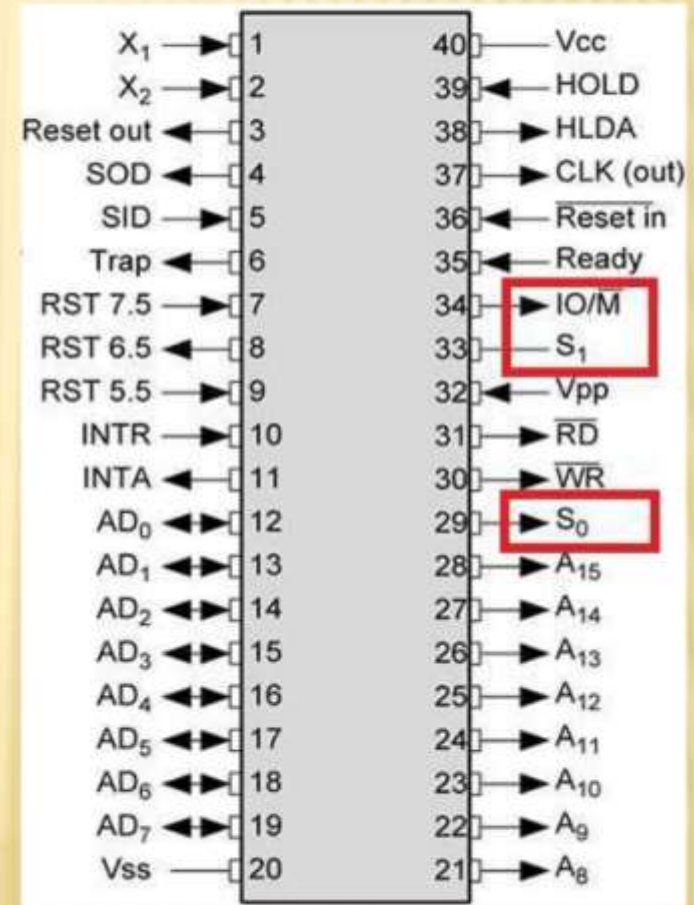 X₁ 1 40 Vcc
X₂ 2 39 HOLD
Reset out 3 38 HLDA
SOD 4 37 CLK (out)
SID 5 36 R̅e̅s̅e̅t̅ ̅i̅n̅
Trap 6 35 Ready
RST 7.5 7 34 IO/M̅
RST 6.5 8 33 S₁
RST 5.5 9 32 Vpp
INTR 10 31 R̅D̅
INTA 11 30 W̅R̅
AD₀ 12 29 S₀
AD₁ 13 28 A₁₅
AD₂ 14 27 A₁₄
AD₃ 15 26 A₁₃
AD₄ 16 25 A₁₂
AD₅ 17 24 A₁₁
AD₆ 18 23 A₁₀
AD₇ 19 22 A₉
Vss 20 21 A₈